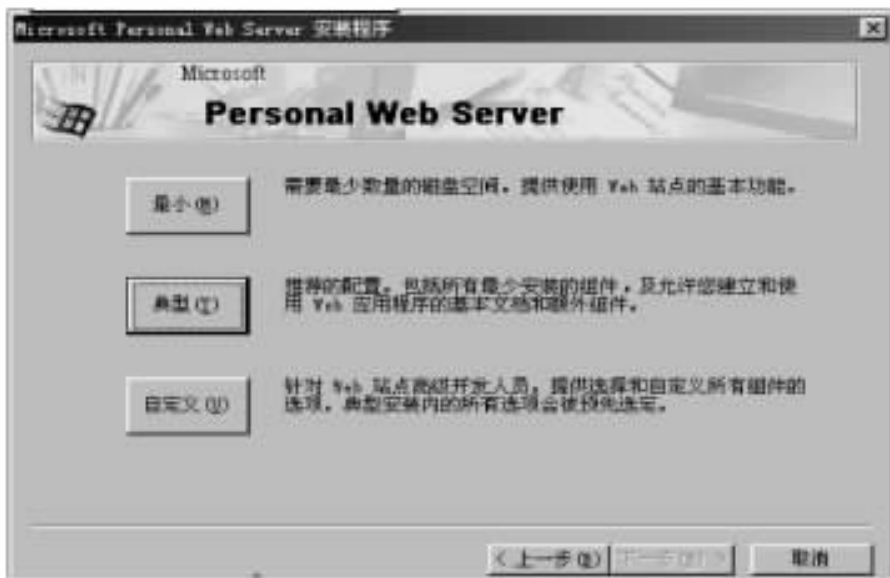 Microsoft Personal Web Server 安装程序
Microsoft
Personal Web Server
最小(M)
需要最少数量的磁盘空间。提供使用 Web 站点的基本功能。
典型(T)
推荐的配置。包括所有最少安装的组件，及允许您建立和使
用 Web 应用程序的基本文档和额外组件。
自定义(U)
针对 Web 站点高级开发人员。提供选择和自定义所有组件的
选项。典型安装内的所有选项会被预先选定。
< 上一步(B)
下一步(N) >
取消